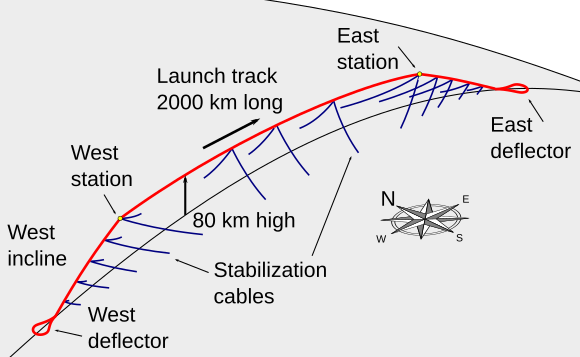 East
station
Launch track
2000 km long
East
deflector
West
station
N
E
W
S
80 km high
West
incline
Stabilization
cables
West
deflector